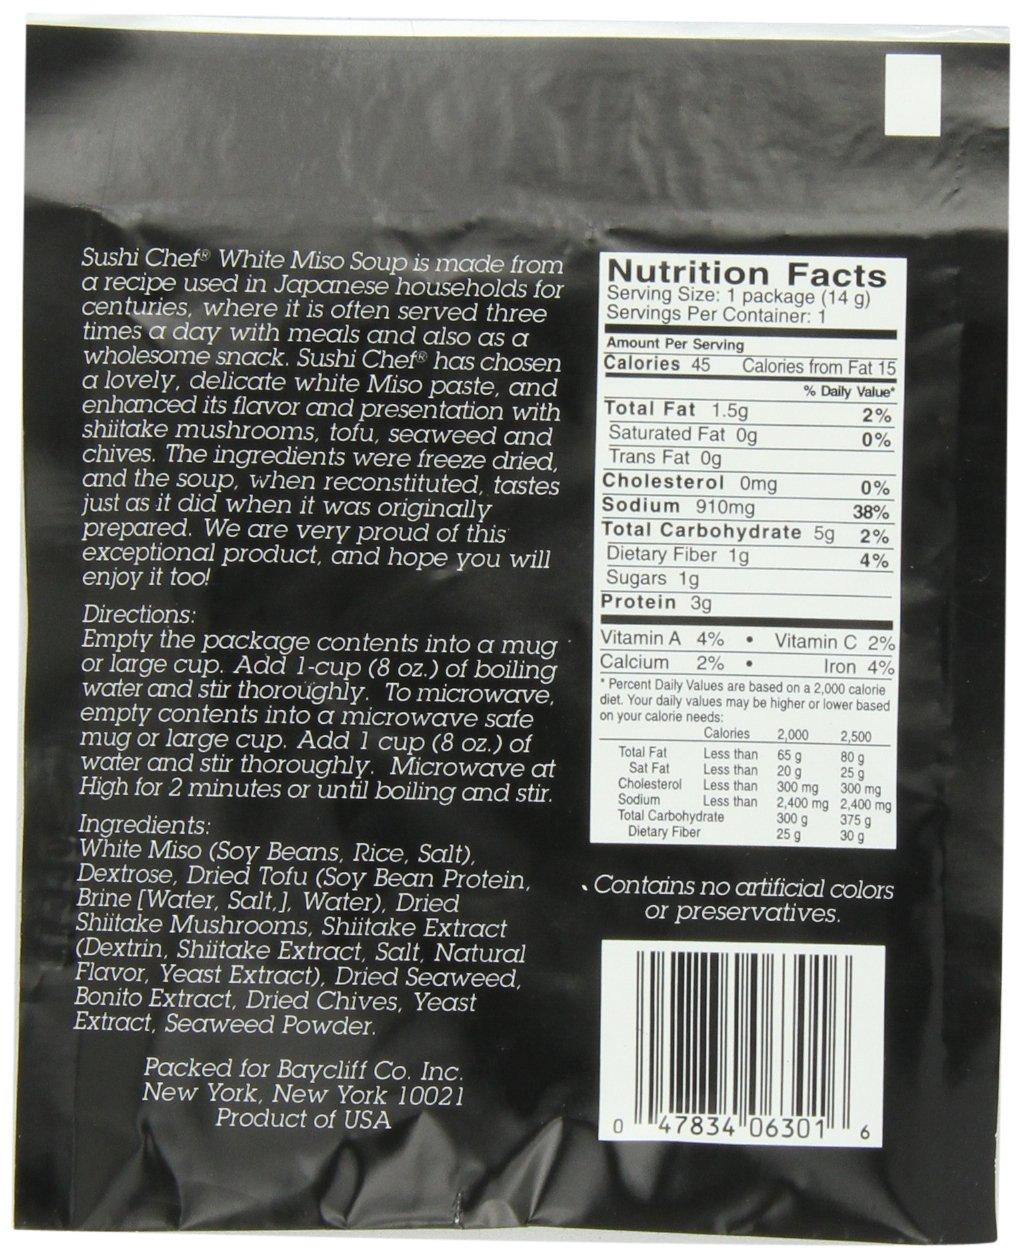 Sushi Chef® White Miso Soup is made from
a recipe used in Japanese households for
centuries, where it is often served three
times a day with meals and also as a
wholesome snack. Sushi Chef® has chosen
a lovely, delicate white Miso paste, and
enhanced its flavor and presentation with
shiitake mushrooms, tofu, seaweed and
chives. The ingredients were freeze dried,
and the soup, when reconstituted, tastes
just as it did when it was originally
prepared. We are very proud of this
exceptional product, and hope you will
enjoy it too!
Directions:
Empty the package contents into a mug
or large cup. Add 1-cup (8 oz.) of boiling
water and stir thoroughly. To microwave,
empty contents into a microwave safe
mug or large cup. Add 1 cup (8 oz.) of
water and stir thoroughly. Microwave at
High for 2 minutes or until boiling and stir.
Ingredients:
White Miso (Soy Beans, Rice, Salt),
Dextrose, Dried Tofu (Soy Bean Protein,
Brine [Water, Salt,], Water), Dried
Shiitake Mushrooms, Shiitake Extract
(Dextrin, Shiitake Extract, Salt, Natural
Flavor, Yeast Extract), Dried Seaweed,
Bonito Extract, Dried Chives, Yeast
Extract, Seaweed Powder.
Packed for Baycliff Co. Inc.
New York, New York 10021
Product of USA
Nutrition Facts
Serving Size: 1 package (14 g)
Servings Per Container: 1
Amount Per Serving
Calories 45 Calories from Fat 15
% Daily Value*
Total Fat 1.5g 2%
Saturated Fat 0g 0%
Trans Fat 0g
Cholesterol 0mg 0%
Sodium 910mg 38%
Total Carbohydrate 5g 2%
Dietary Fiber 1g 4%
Sugars 1g
Protein 3g
Vitamin A 4% • Vitamin C 2%
Calcium 2% • Iron 4%
* Percent Daily Values are based on a 2,000 calorie
diet. Your daily values may be higher or lower based
on your calorie needs:
Calories 2,000 2,500
Total Fat Less than 65 g 80 g
Sat Fat Less than 20 g 25 g
Cholesterol Less than 300 mg 300 mg
Sodium Less than 2,400 mg 2,400 mg
Total Carbohydrate 300 g 375 g
Dietary Fiber 25 g 30 g
Contains no artificial colors
or preservatives.
0 47834 06301 6